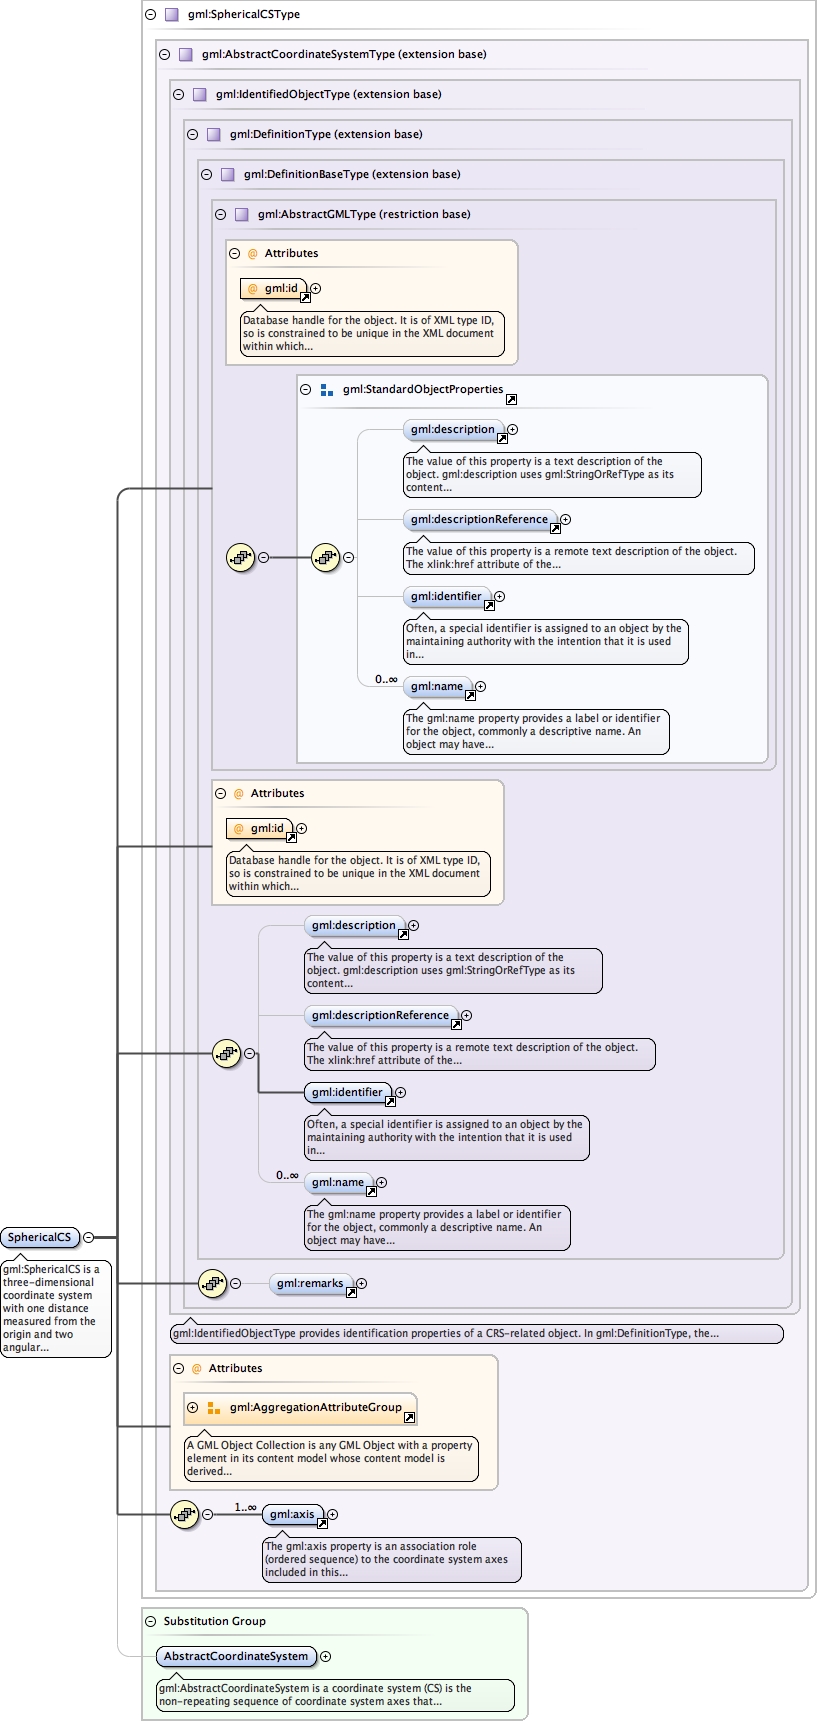 gml:SphericalCSType
gml:AbstractCoordinateSystemType (extension base)
gml:IdentifiedObjectType (extension base)
gml:DefinitionType (extension base)
gml:DefinitionBaseType (extension base)
gml:AbstractGMLType (restriction base)
@ Attributes
@ gml:id
Database handle for the object. It is of XML type ID,
so is constrained to be unique in the XML document
within which...
gml:StandardObjectProperties
gml:description
The value of this property is a text description of the
object. gml:description uses gml:StringOrRefType as its
content...
gml:descriptionReference
The value of this property is a remote text description of the object.
The xlink:href attribute of the...
gml:identifier
Often, a special identifier is assigned to an object by the
maintaining authority with the intention that it is used
in...
0..∞
gml:name
The gml:name property provides a label or identifier
for the object, commonly a descriptive name. An
object may have...
@ Attributes
@ gml:id
Database handle for the object. It is of XML type ID,
so is constrained to be unique in the XML document
within which...
gml:description
The value of this property is a text description of the
object. gml:description uses gml:StringOrRefType as its
content...
gml:descriptionReference
The value of this property is a remote text description of the object.
The xlink:href attribute of the...
gml:identifier
Often, a special identifier is assigned to an object by the
maintaining authority with the intention that it is used
in...
0..∞
gml:name
The gml:name property provides a label or identifier
for the object, commonly a descriptive name. An
object may have...
SphericalCS
gml:SphericalCS is a
three-dimensional
coordinate system
with one distance
measured from the
origin and two
angular...
gml:remarks
gml:IdentifiedObjectType provides identification properties of a CRS-related object. In gml:DefinitionType, the...
@ Attributes
gml:AggregationAttributeGroup
A GML Object Collection is any GML Object with a property
element in its content model whose content model is
derived...
1..∞
gml:axis
The gml:axis property is an association role
(ordered sequence) to the coordinate system axes
included in this...
Substitution Group
AbstractCoordinateSystem
gml:AbstractCoordinateSystem is a coordinate system (CS) is the
non-repeating sequence of coordinate system axes that...